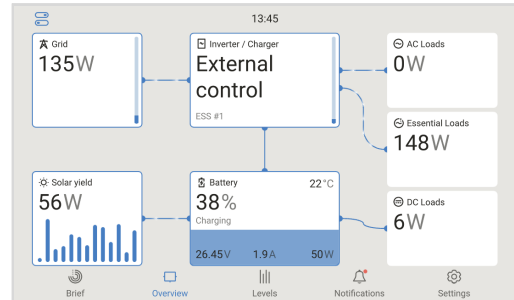 13:45
Grid
135W
Inverter / Charger
External
control
ESS #1
AC Loads
0W
Essential Loads
148W
Solar yield
56W
Battery
22°C
38%
Charging
26.45V 1.9A 50W
DC Loads
6W
Brief Overview Levels Notifications Settings